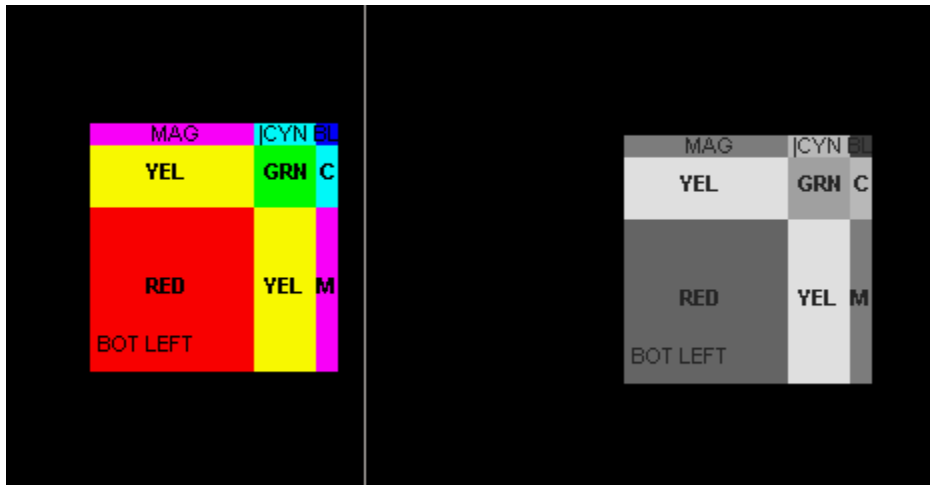 MAG |CYN BL
YEL GRN C
RED YEL M
BOT LEFT
MAG |CYN BL
YEL GRN C
RED YEL M
BOT LEFT